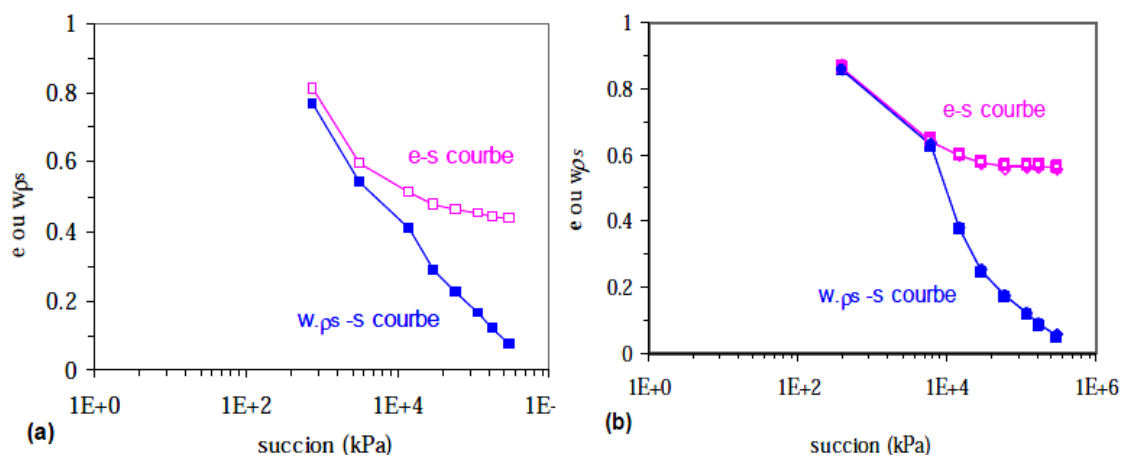 1
0.8
0.6
0.4
0.2
0
e ou wρs
1E+0
1E+2
1E+4
1E-
succion (kPa)
e-s courbe
w.ρs -s courbe
(a)
1
0.8
0.6
0.4
0.2
0
e ou wρs
1E+0
1E+2
1E+4
1E+6
succion (kPa)
e-s courbe
w.ρs -s courbe
(b)